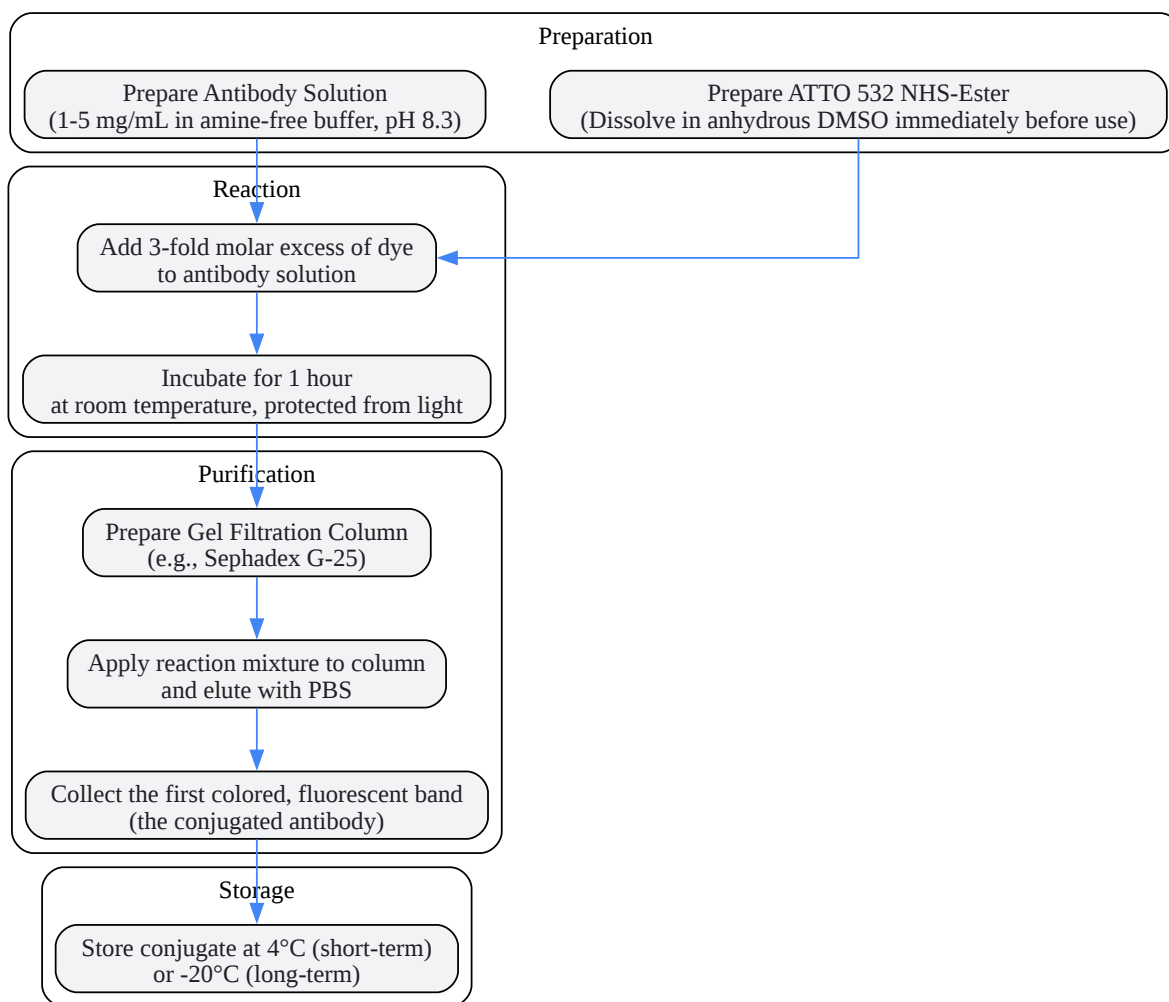 Preparation
Prepare Antibody Solution
(1-5 mg/mL in amine-free buffer, pH 8.3)
Prepare ATTO 532 NHS-Ester
(Dissolve in anhydrous DMSO immediately before use)
Reaction
Add 3-fold molar excess of dye
to antibody solution
Incubate for 1 hour
at room temperature, protected from light
Purification
Prepare Gel Filtration Column
(e.g., Sephadex G-25)
Apply reaction mixture to column
and elute with PBS
Collect the first colored, fluorescent band
(the conjugated antibody)
Storage
Store conjugate at 4°C (short-term)
or -20°C (long-term)